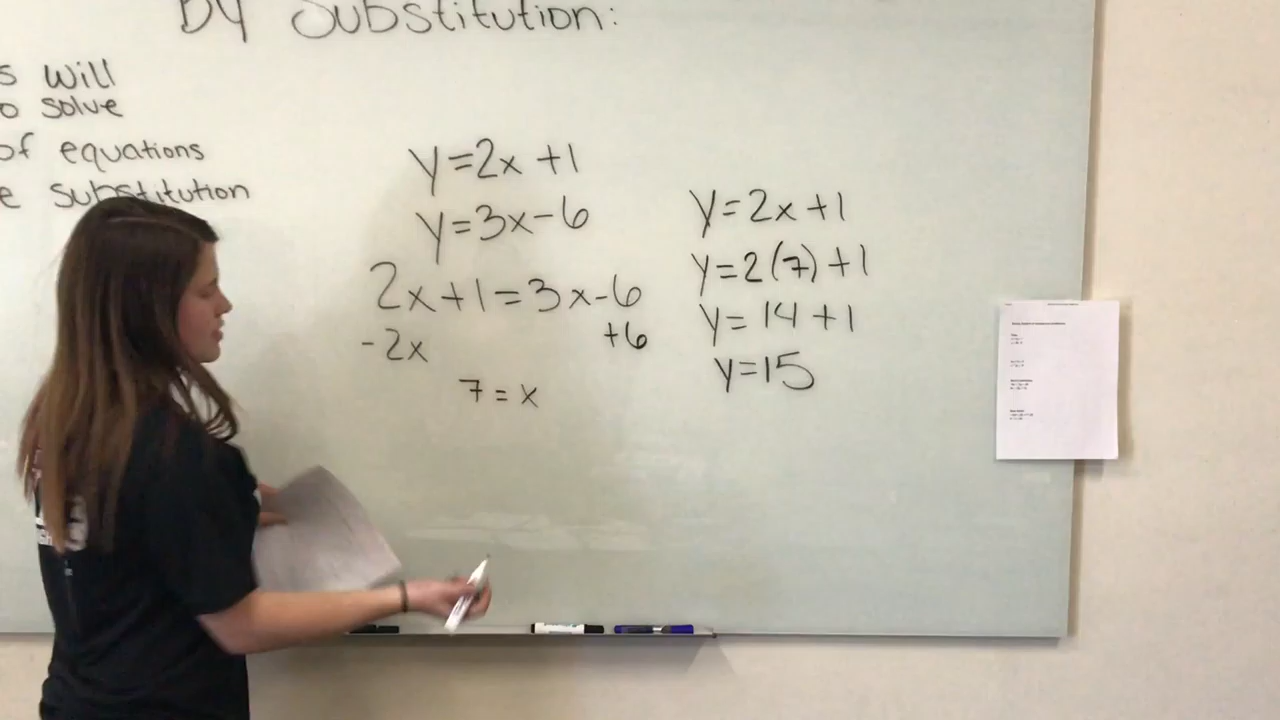 By Substitution:
s will
o solve
of equations
e substitution
y=2x+1
y=3x-6
2x+1=3x-6
-2x +6
7=x
y=2x+1
y=2(7)+1
y=14+1
y=15